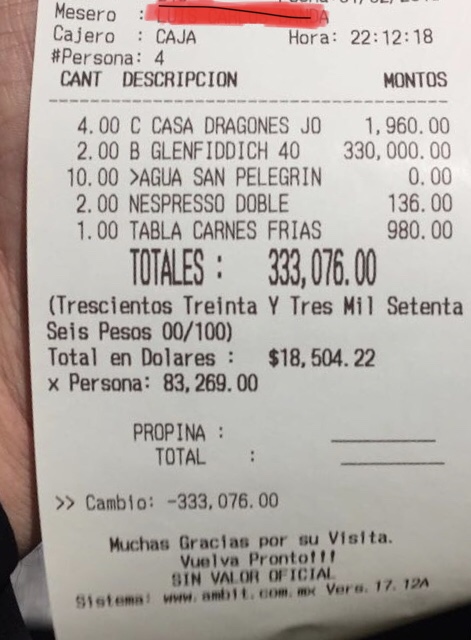 Mesero :
Cajero : CAJA Hora: 22:12:18
#Persona: 4
CANT DESCRIPCION MONTOS
4.00 C CASA DRAGONES JO 1,960.00
2.00 B GLENFIDDICH 40 330,000.00
10.00 >AGUA SAN PELEGRIN 0.00
2.00 NESPRESSO DOBLE 136.00
1.00 TABLA CARNES FRIAS 980.00
TOTALES : 333,076.00
(Trescientos Treinta Y Tres Mil Setenta
Seis Pesos 00/100)
Total en Dolares : $18,504.22
x Persona: 83,269.00
PROPINA :
TOTAL :
>> Cambio: -333,076.00
Muchas Gracias por su Visita.
Vuelva Pronto!!!
SIN VALOR OFICIAL
Sistema: www.ambit.com.mx Vers. 17.12A